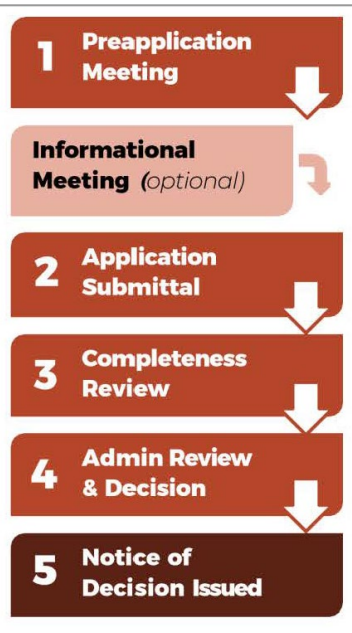 1 Preapplication
Meeting
Informational
Meeting (optional)
2 Application
Submittal
3 Completeness
Review
4 Admin Review
& Decision
5 Notice of
Decision Issued